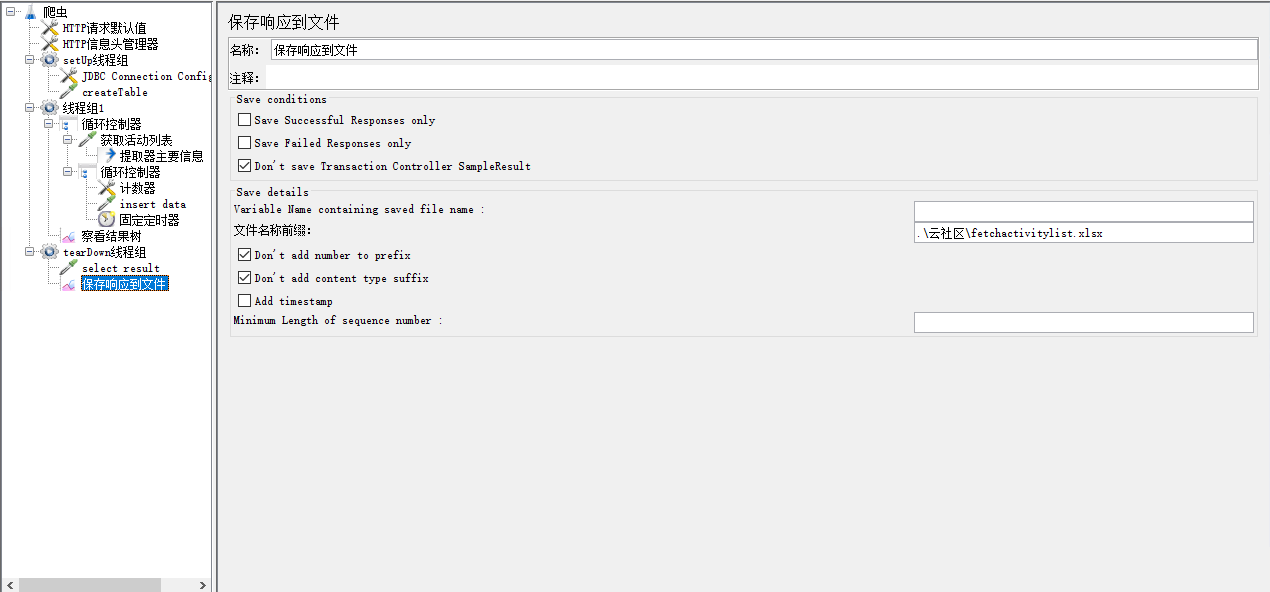 爬虫
HTTP请求默认值
HTTP信息头管理器
setUp线程组
JDBC Connection Config
createTable
线程组1
循环控制器
获取活动列表
提取器主要信息
循环控制器
计数器
insert data
固定定时器
察看结果树
tearDown线程组
select result
保存响应到文件
保存响应到文件
名称: 保存响应到文件
注释:
Save conditions
Save Successful Responses only
Save Failed Responses only
Don't save Transaction Controller SampleResult
Save details
Variable Name containing saved file name :
文件名称前缀: .\云社区\fetchactivitylist.xlsx
Don't add number to prefix
Don't add content type suffix
Add timestamp
Minimum Length of sequence number :